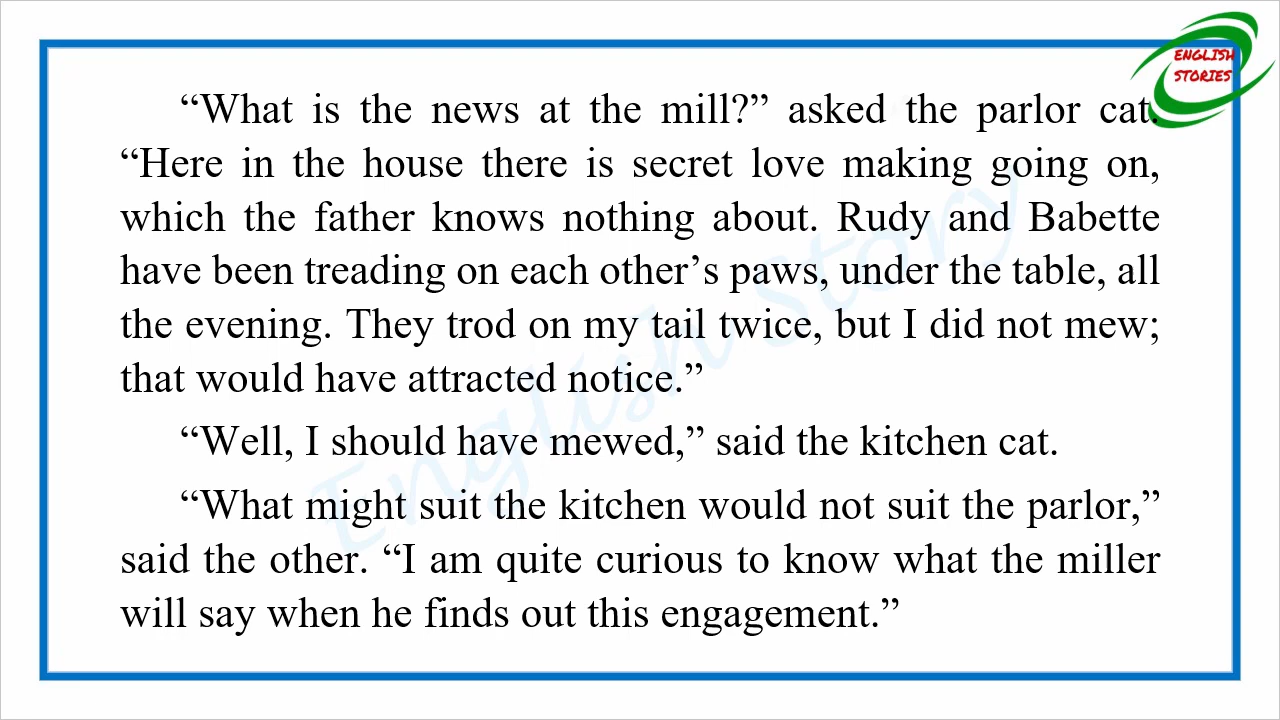 ENGLISH
STORIES
“What is the news at the mill?” asked the parlor cat.
“Here in the house there is secret love making going on,
which the father knows nothing about. Rudy and Babette
have been treading on each other’s paws, under the table, all
the evening. They trod on my tail twice, but I did not mew;
that would have attracted notice.”
“Well, I should have mewed,” said the kitchen cat.
“What might suit the kitchen would not suit the parlor,”
said the other. “I am quite curious to know what the miller
will say when he finds out this engagement.”
English Story